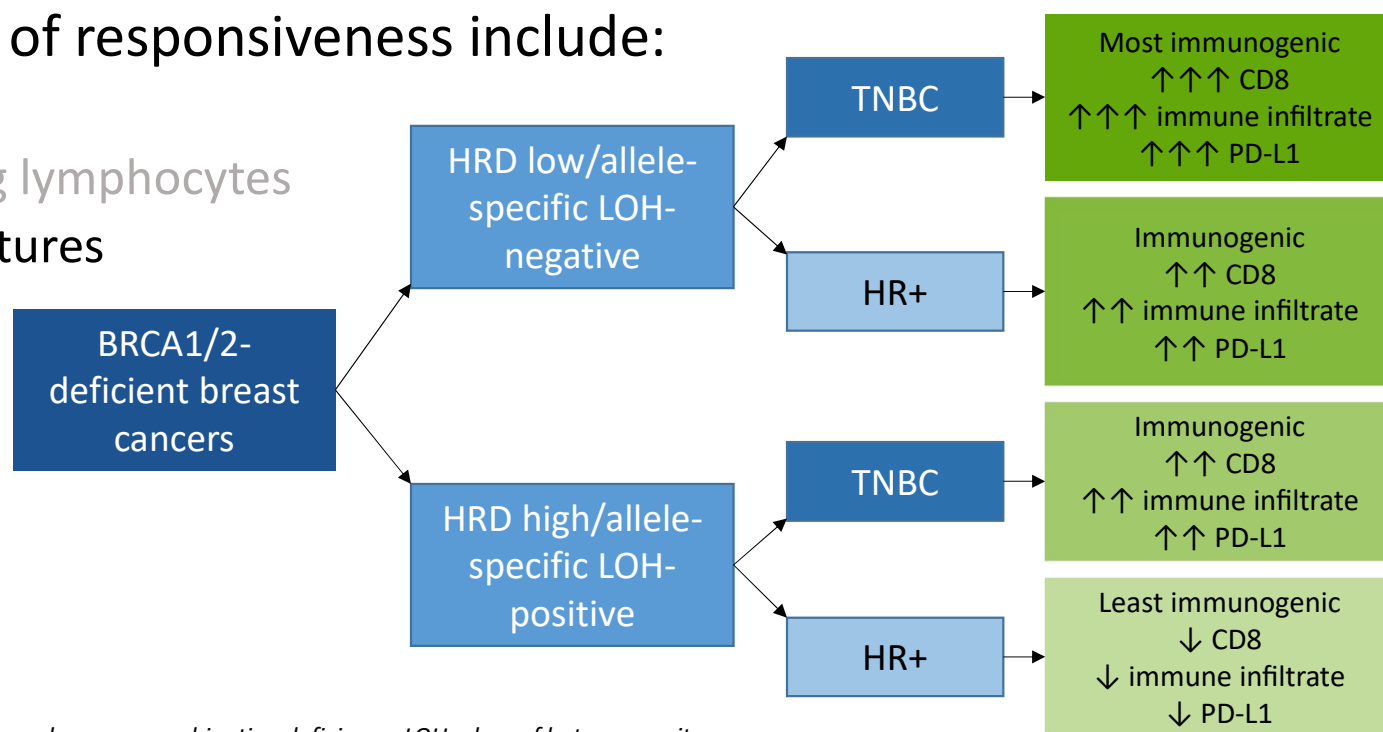 of responsiveness include:
lymphocytes
BRCA1/2-
deficient breast
cancers
HRD low/allele-
specific LOH-
negative
TNBC
HR+
Most immunogenic
↑↑↑ CD8
↑↑↑ immune infiltrate
↑↑↑ PD-L1
Immunogenic
↑↑ CD8
↑↑ immune infiltrate
↑↑ PD-L1
HRD high/allele-
specific LOH-
positive
TNBC
HR+
Immunogenic
↑↑ CD8
↑↑ immune infiltrate
↑↑ PD-L1
Least immunogenic
↓ CD8
↓ immune infiltrate
↓ PD-L1